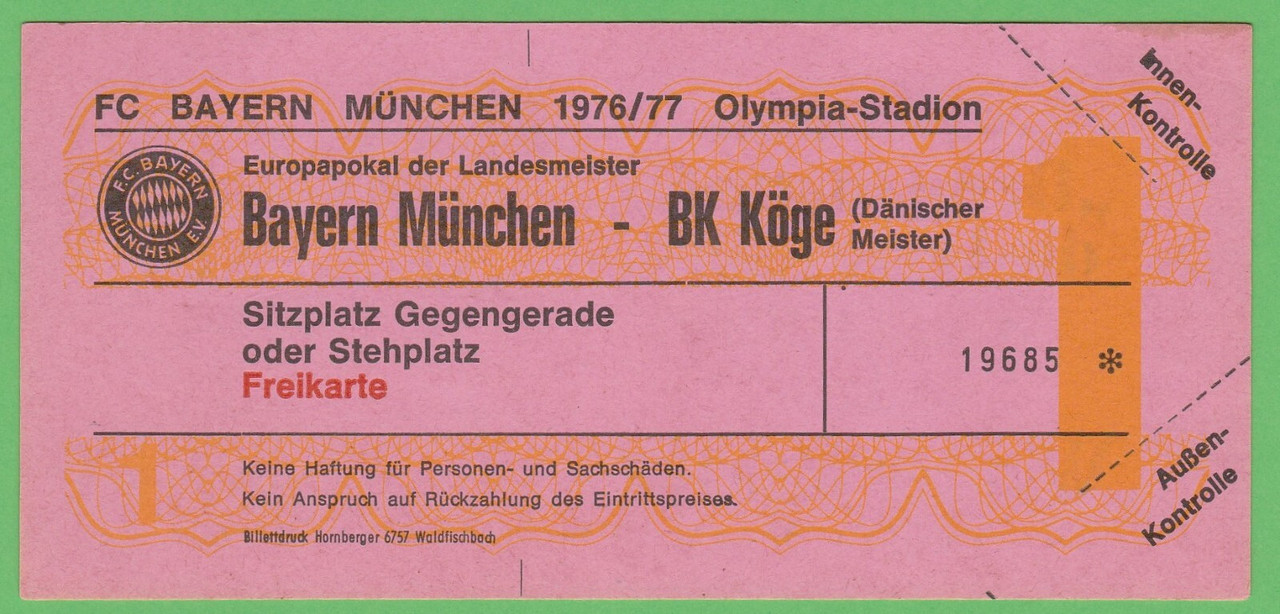 FC BAYERN MÜNCHEN 1976/77 Olympia-Stadion
Innen-
Kontrolle
F.C. BAYERN
MÜNCHEN E.V.
Europapokal der Landesmeister
Bayern München - BK Köge (Dänischer
Meister)
1
Sitzplatz Gegengerade
oder Stehplatz
Freikarte
19685 *
1
Keine Haftung für Personen- und Sachschäden.
Kein Anspruch auf Rückzahlung des Eintrittspreises.
Billettdruck Hornberger 6757 Waldfischbach
Außen-
Kontrolle